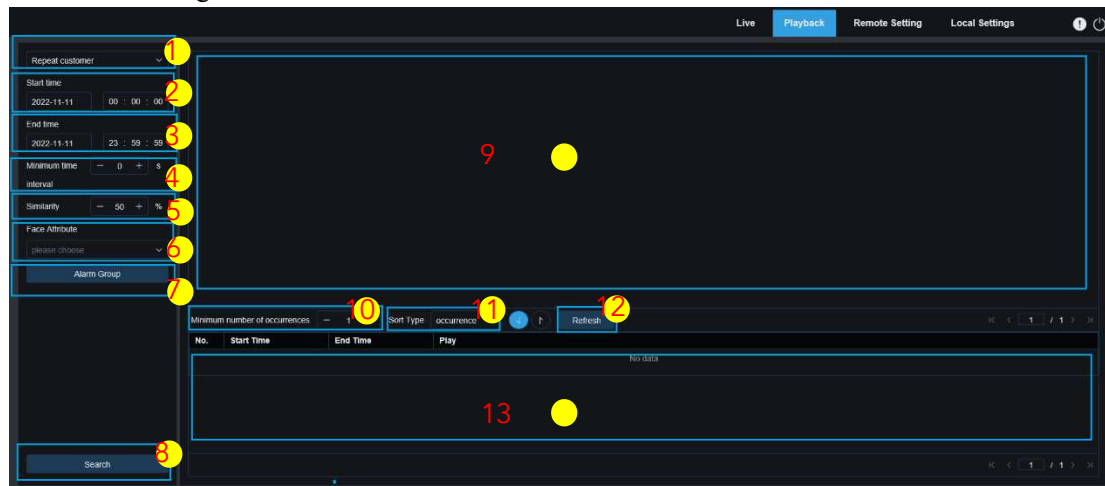 Live Playback Remote Setting Local Settings
Repeat customer 1
Start time
2022-11-11 00 : 00 : 00 2
End time
2022-11-11 23 : 59 : 59 3
Minimum time interval − 0 + s 4
Similarity − 50 + % 5
Face Attribute
please choose 6
Alarm Group
7
Search 8
9
Minimum number of occurrences − 1 10 Sort Type occurrence 11 Refresh 12 1 / 1
No. Start Time End Time Play
No data
13
1 / 1